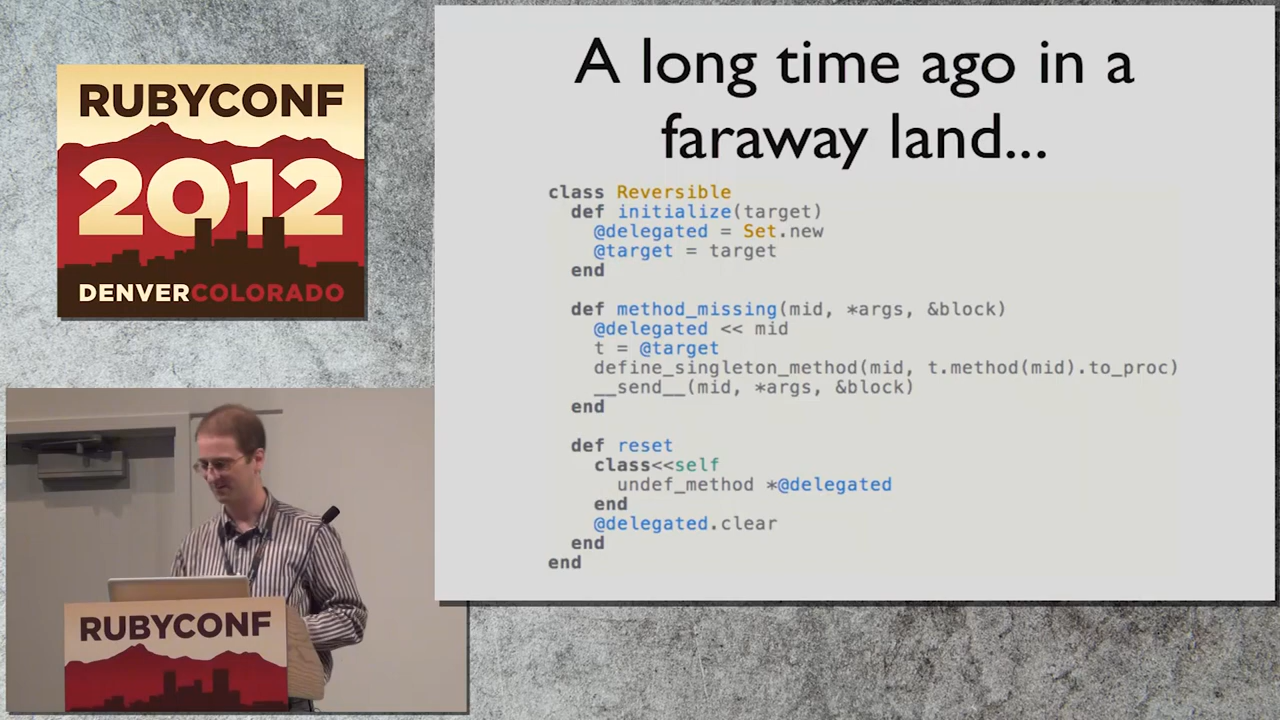 RUBYCONF
2012
DENVERCOLORADO
A long time ago in a
faraway land...
class Reversible
  def initialize(target)
    @delegated = Set.new
    @target = target
  end
  def method_missing(mid, *args, &block)
    @delegated << mid
    t = @target
    define_singleton_method(mid, t.method(mid).to_proc)
    __send__(mid, *args, &block)
  end
  def reset
    class<<self
      undef_method *@delegated
    end
    @delegated.clear
  end
end
RUBYCONF